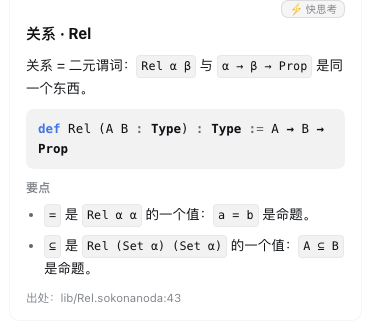 ⚡ 快思考
关系 · Rel
关系 = 二元谓词： Rel α β 与 α → β → Prop 是同
一个东西。
def Rel (A B : Type) : Type := A → B →
Prop
要点
• = 是 Rel α α 的一个值： a = b 是命题。
• ⊆ 是 Rel (Set α) (Set α) 的一个值： A ⊆ B
是命题。
出处：lib/Rel.sokonanoda:43